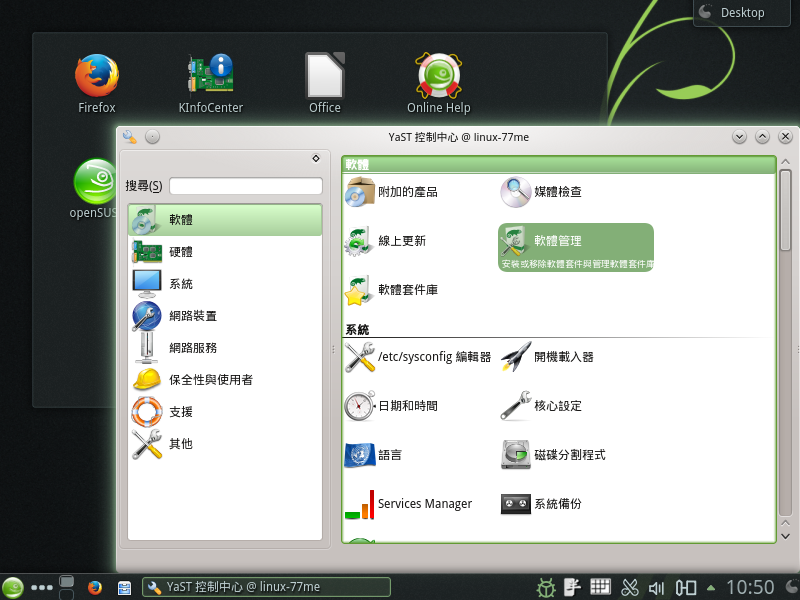 Desktop
Firefox
KInfoCenter
Office
Online Help
openSUS
YaST 控制中心 @ linux-77me
搜尋(S)
軟體
硬體
系統
網路裝置
網路服務
保全性與使用者
支援
其他
軟體
附加的產品
媒體檢查
線上更新
軟體管理
安裝或移除軟體套件與管理軟體套件庫
軟體套件庫
系統
/etc/sysconfig 編輯器
開機載入器
日期和時間
核心設定
語言
磁碟分割程式
Services Manager
系統備份
YaST 控制中心 @ linux-77me
10:50